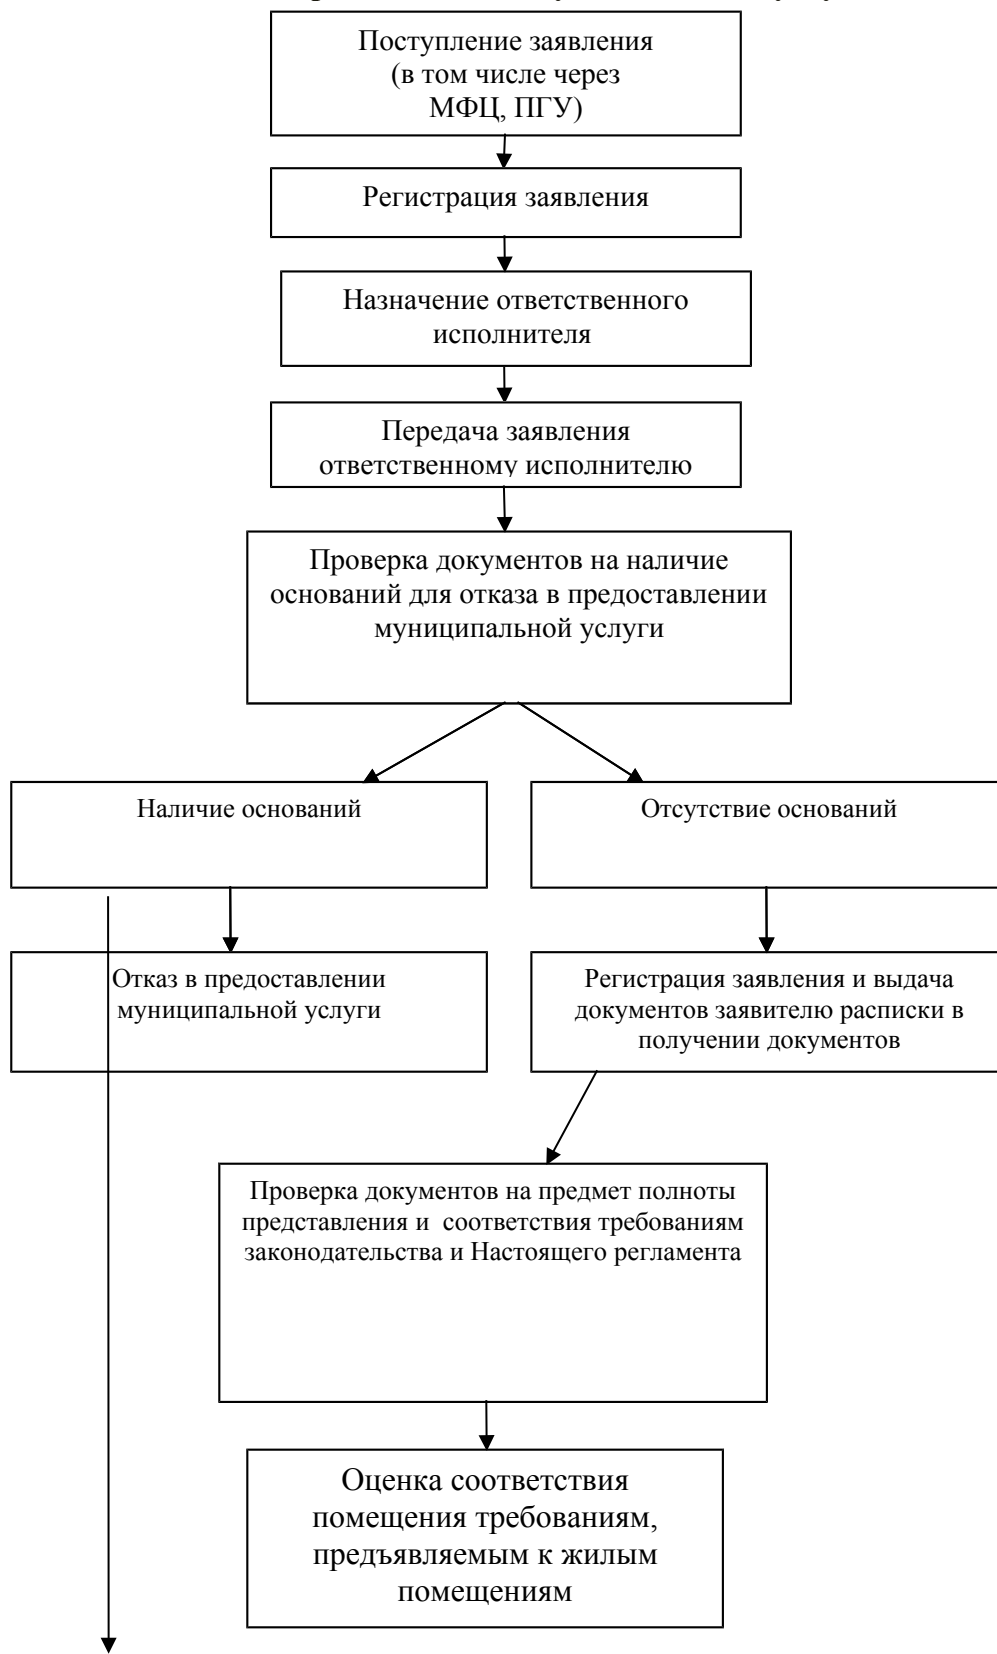 Поступление заявления
(в том числе через
МФЦ, ПГУ)
Регистрация заявления
Назначение ответственного
исполнителя
Передача заявления
ответственному исполнителю
Проверка документов на наличие
оснований для отказа в предоставлении
муниципальной услуги
Наличие оснований
Отсутствие оснований
Отказ в предоставлении
муниципальной услуги
Регистрация заявления и выдача
документов заявителю расписки в
получении документов
Проверка документов на предмет полноты
представления и  соответствия требованиям
законодательства и Настоящего регламента
Оценка соответствия
помещения требованиям,
предъявляемым к жилым
помещениям